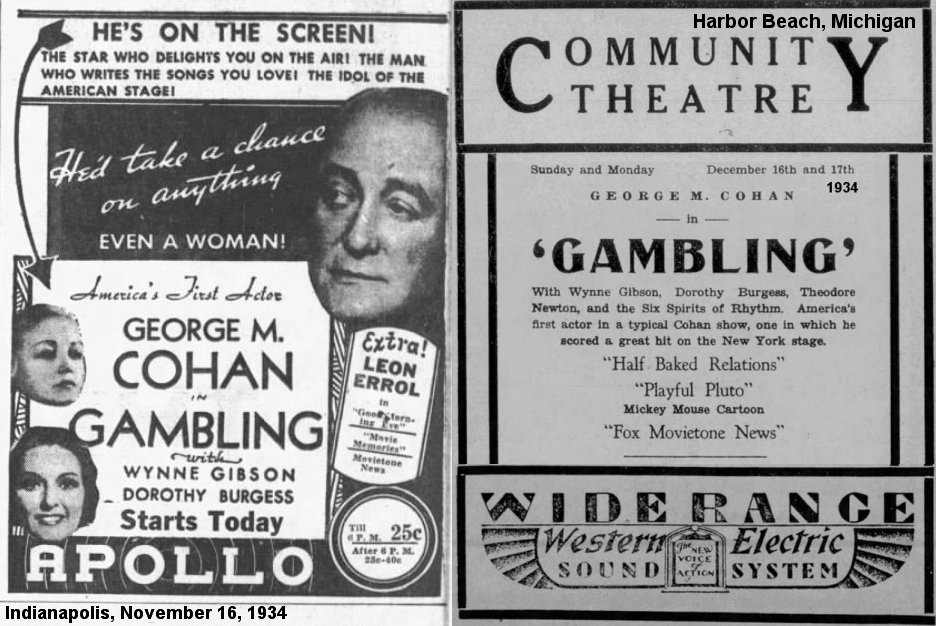 HE'S ON THE SCREEN!
THE STAR WHO DELIGHTS YOU ON THE AIR! THE MAN
WHO WRITES THE SONGS YOU LOVE! THE IDOL OF THE
AMERICAN STAGE!
He'd take a chance
on anything
EVEN A WOMAN!
America's First Actor
GEORGE M.
COHAN
IN
GAMBLING
with
WYNNE GIBSON
DOROTHY BURGESS
Starts Today
APOLLO
Extra!
LEON
ERROL
in
"Good Morn-
ing Eve"
"Movie
Memories"
Movietone
News
Till
6 P. M. 25c
After 6 P. M.
25c-40c
Indianapolis, November 16, 1934
Harbor Beach, Michigan
COMMUNITY
THEATRE
Sunday and Monday December 16th and 17th
1934
GEORGE M. COHAN
in
'GAMBLING'
With Wynne Gibson, Dorothy Burgess, Theodore
Newton, and the Six Spirits of Rhythm. America's
first actor in a typical Cohan show, one in which he
scored a great hit on the New York stage.
"Half Baked Relations"
"Playful Pluto"
Mickey Mouse Cartoon
"Fox Movietone News"
WIDE RANGE
Western Electric
SOUND SYSTEM
The NEW
VOICE
of
ACTION